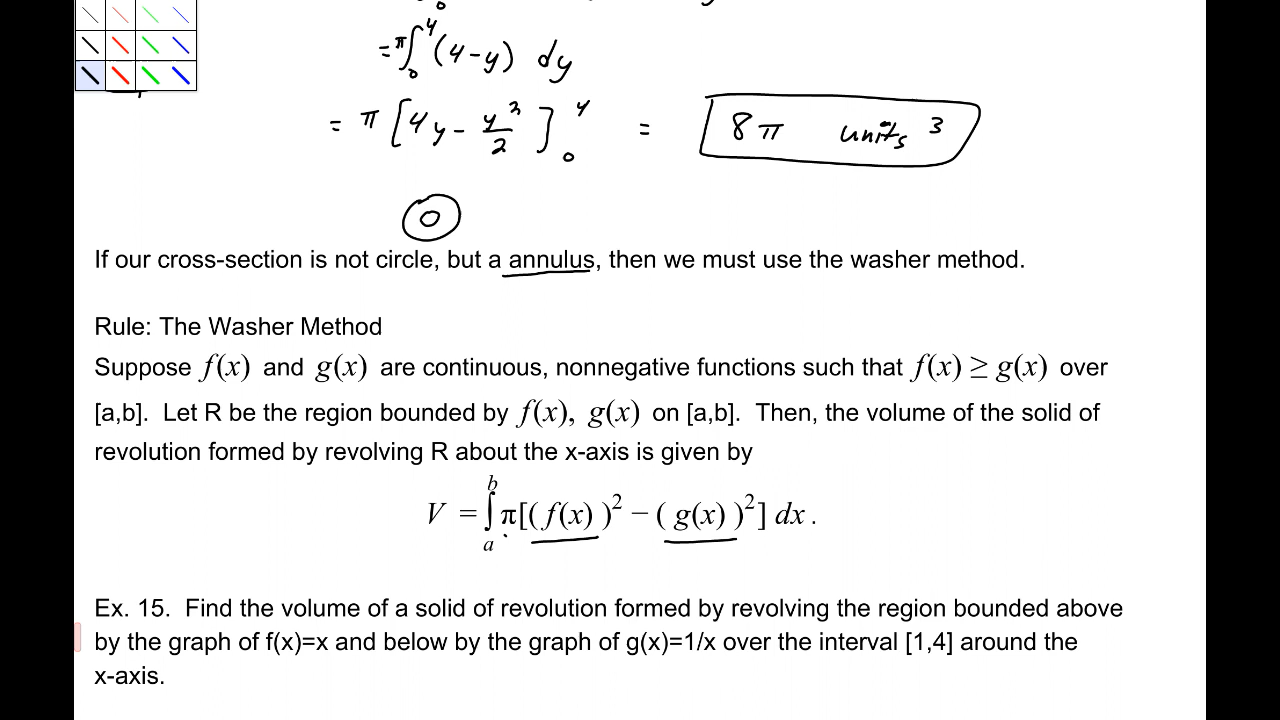 = π∫₀⁴ (4-y) dy
= π [4y - y²/2]₀⁴ = 8π units³
If our cross-section is not circle, but a annulus, then we must use the washer method.
Rule: The Washer Method
Suppose f(x) and g(x) are continuous, nonnegative functions such that f(x) ≥ g(x) over
[a,b]. Let R be the region bounded by f(x), g(x) on [a,b]. Then, the volume of the solid of
revolution formed by revolving R about the x-axis is given by
V = ∫ₐᵇ π[( f(x) )² − ( g(x) )²] dx .
Ex. 15. Find the volume of a solid of revolution formed by revolving the region bounded above
by the graph of f(x)=x and below by the graph of g(x)=1/x over the interval [1,4] around the
x-axis.